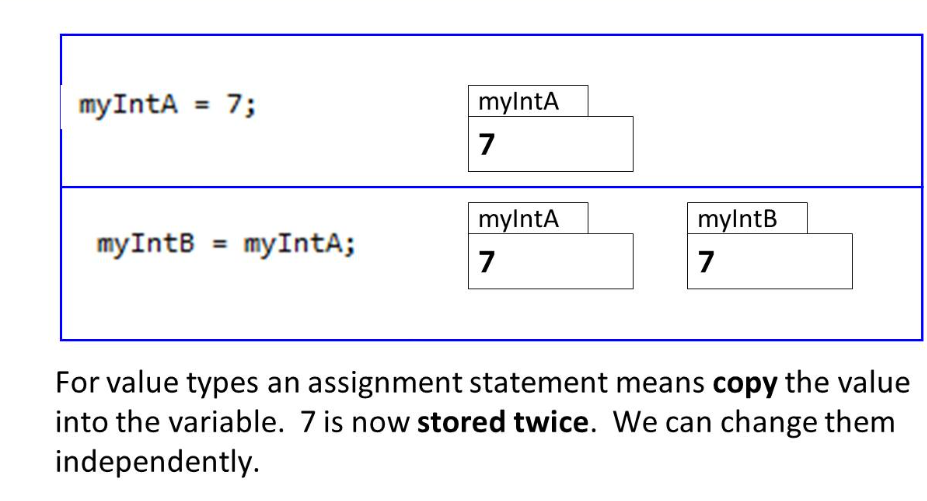 myIntA = 7;
myIntA
7
myIntB = myIntA;
myIntA
7
myIntB
7
For value types an assignment statement means copy the value
into the variable.  7 is now stored twice.  We can change them
independently.